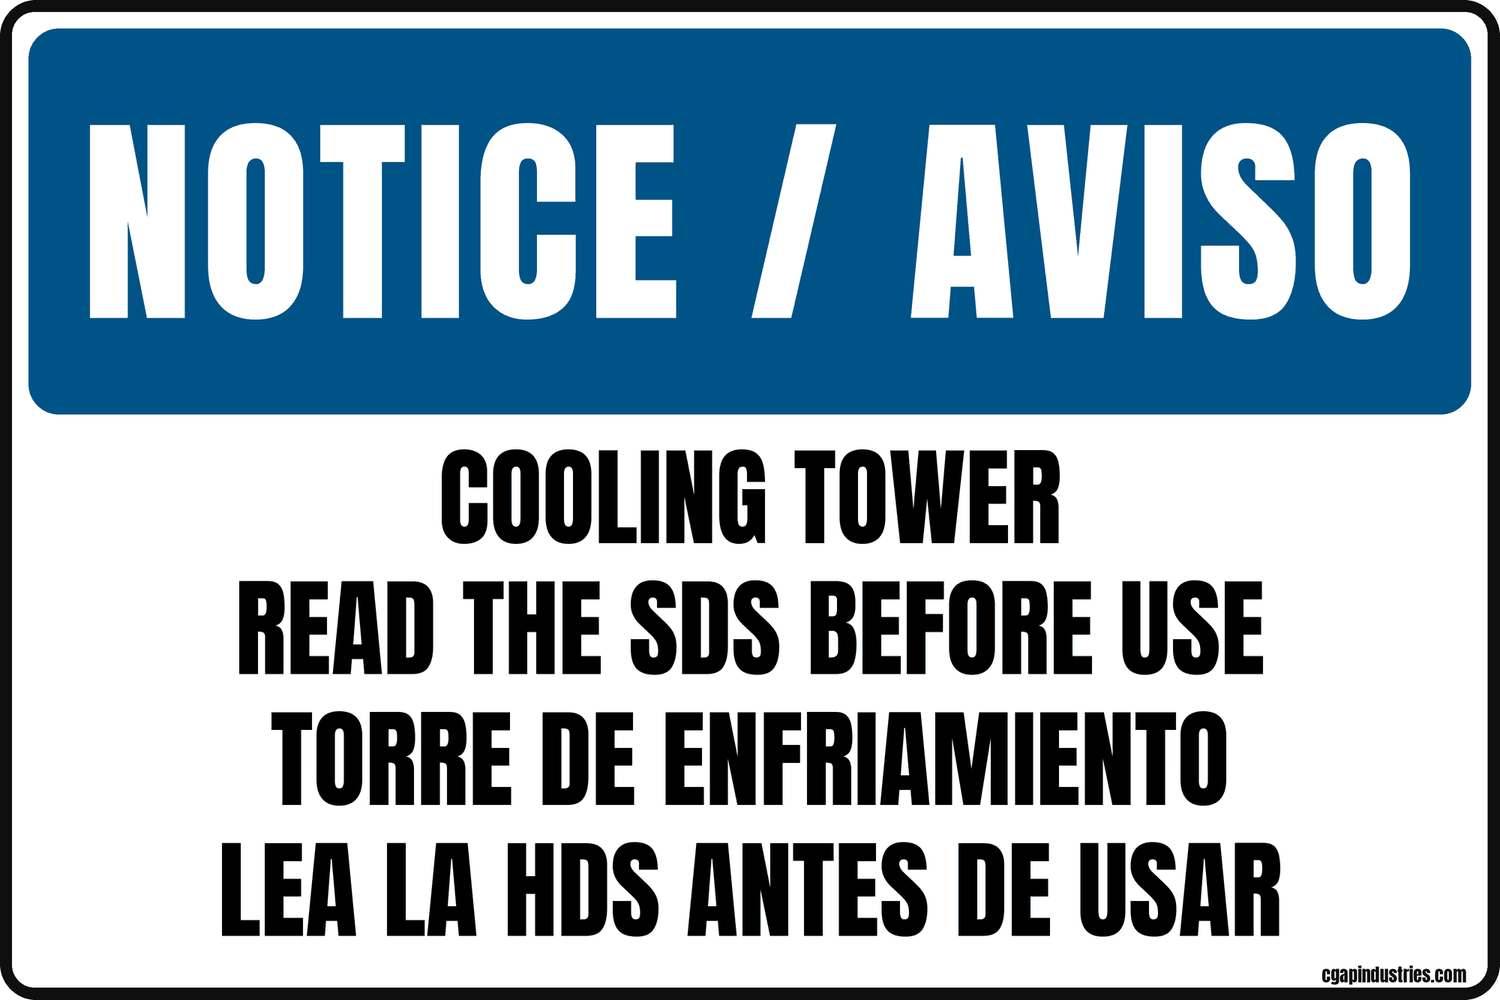 NOTICE / AVISO
COOLING TOWER
READ THE SDS BEFORE USE
TORRE DE ENFRIAMIENTO
LEA LA HDS ANTES DE USAR
cgapindustries.com